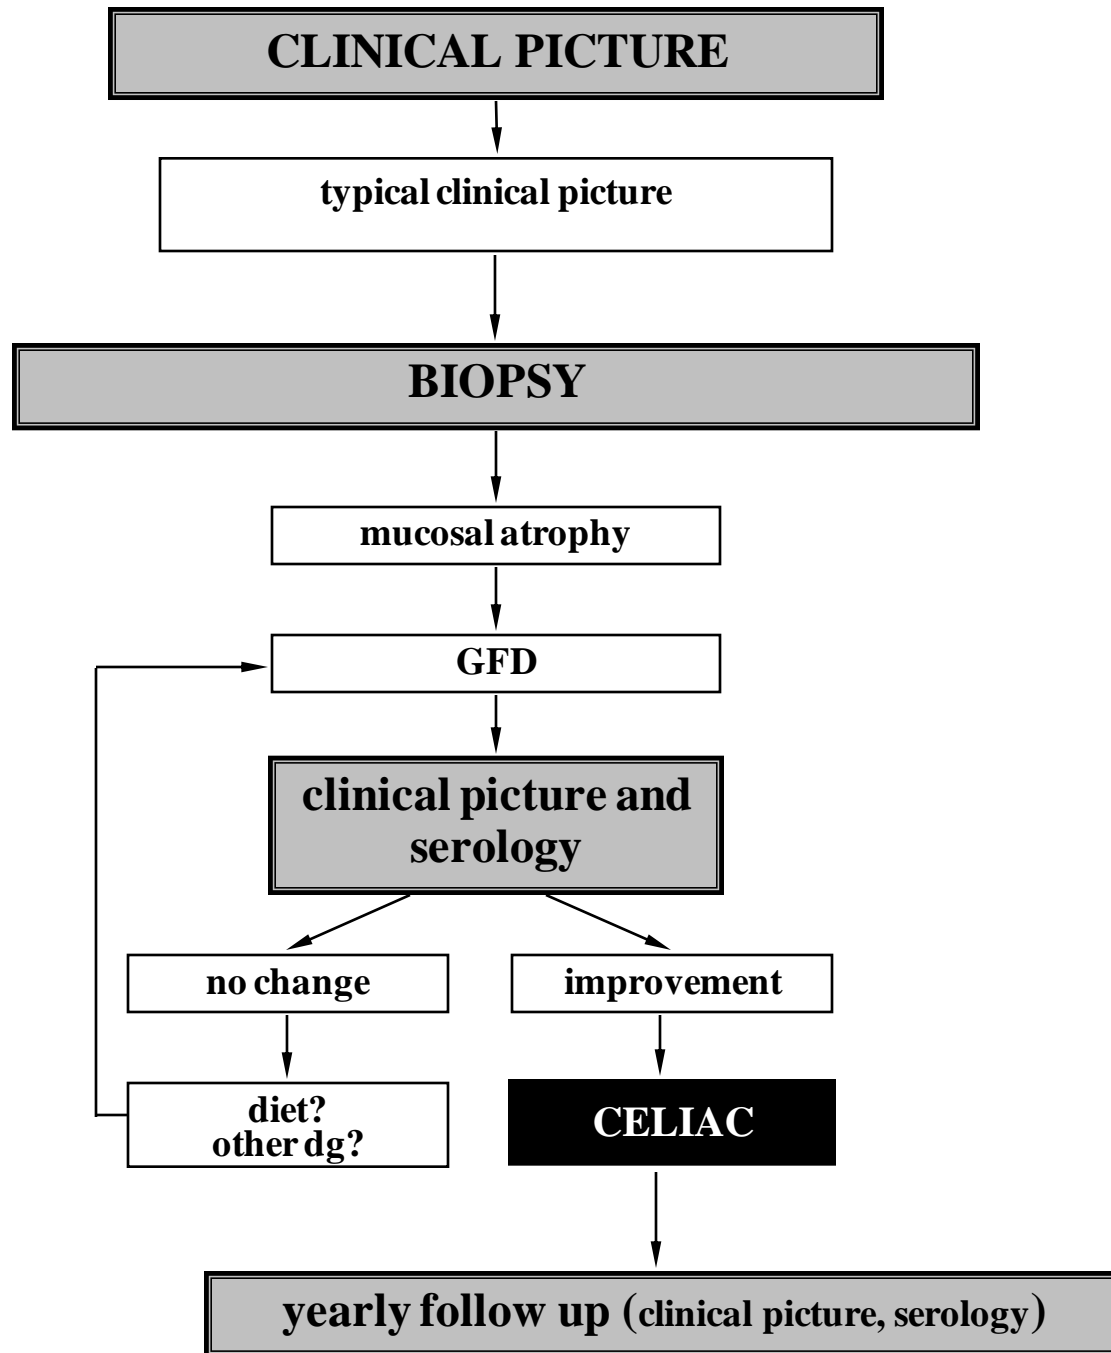 CLINICAL PICTURE
typical clinical picture
BIOPSY
mucosal atrophy
GFD
clinical picture and
serology
no change
improvement
diet?
other dg?
CELIAC
yearly follow up (clinical picture, serology)